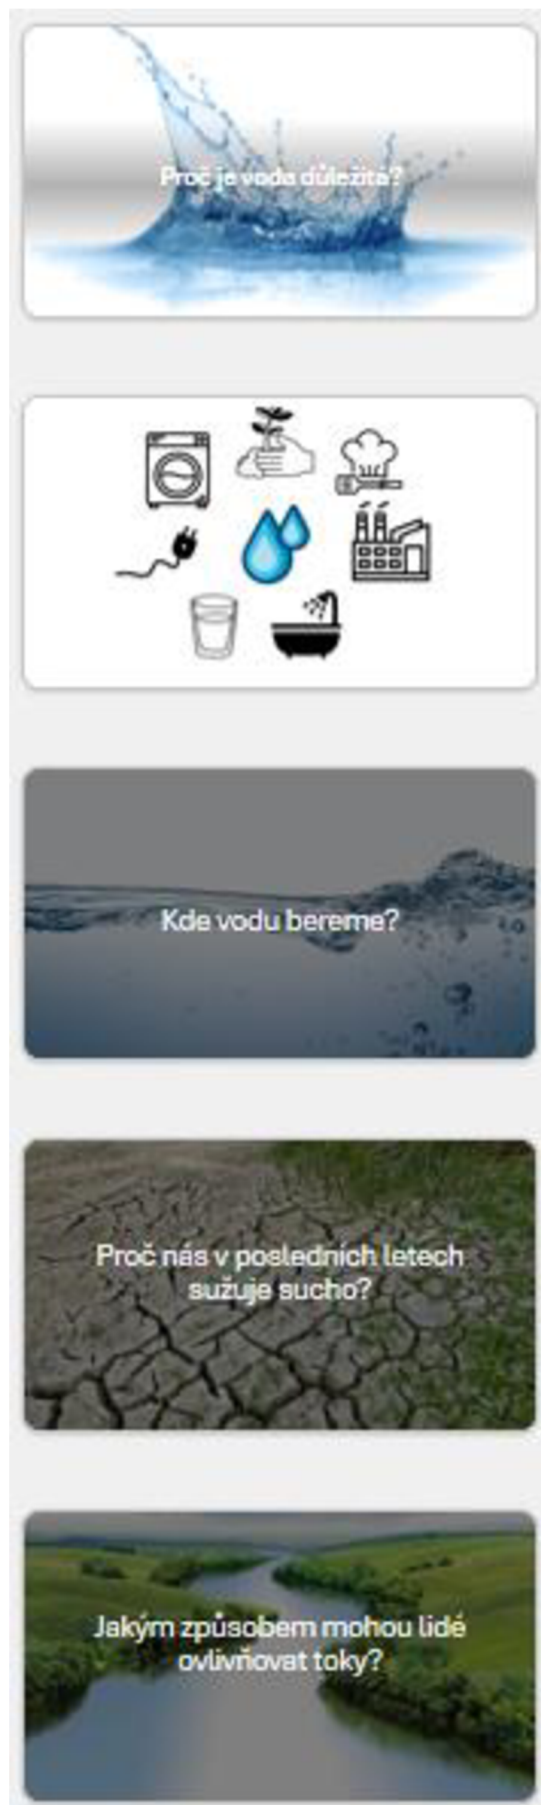 Proč je voda důležitá?
Kde vodu bereme?
Proč nás v posledních letech
sužuje sucho?
Jakým způsobem mohou lidé
ovlivňovat toky?